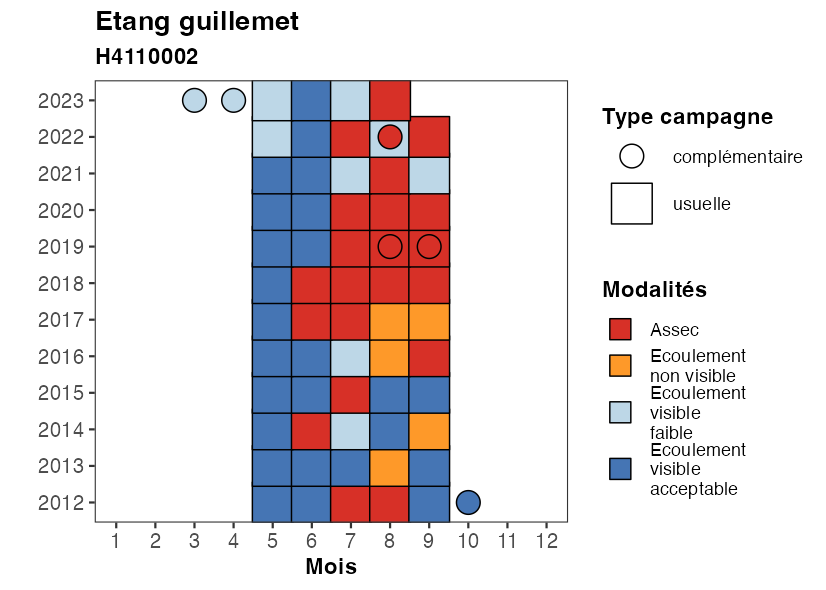 Etang guillemet
H4110002
2023
2022
2021
2020
2019
2018
2017
2016
2015
2014
2013
2012
1 2 3 4 5 6 7 8 9 10 11 12
Mois
Type campagne
complémentaire
usuelle
Modalités
Assec
Ecoulement
non visible
Ecoulement
visible
faible
Ecoulement
visible
acceptable